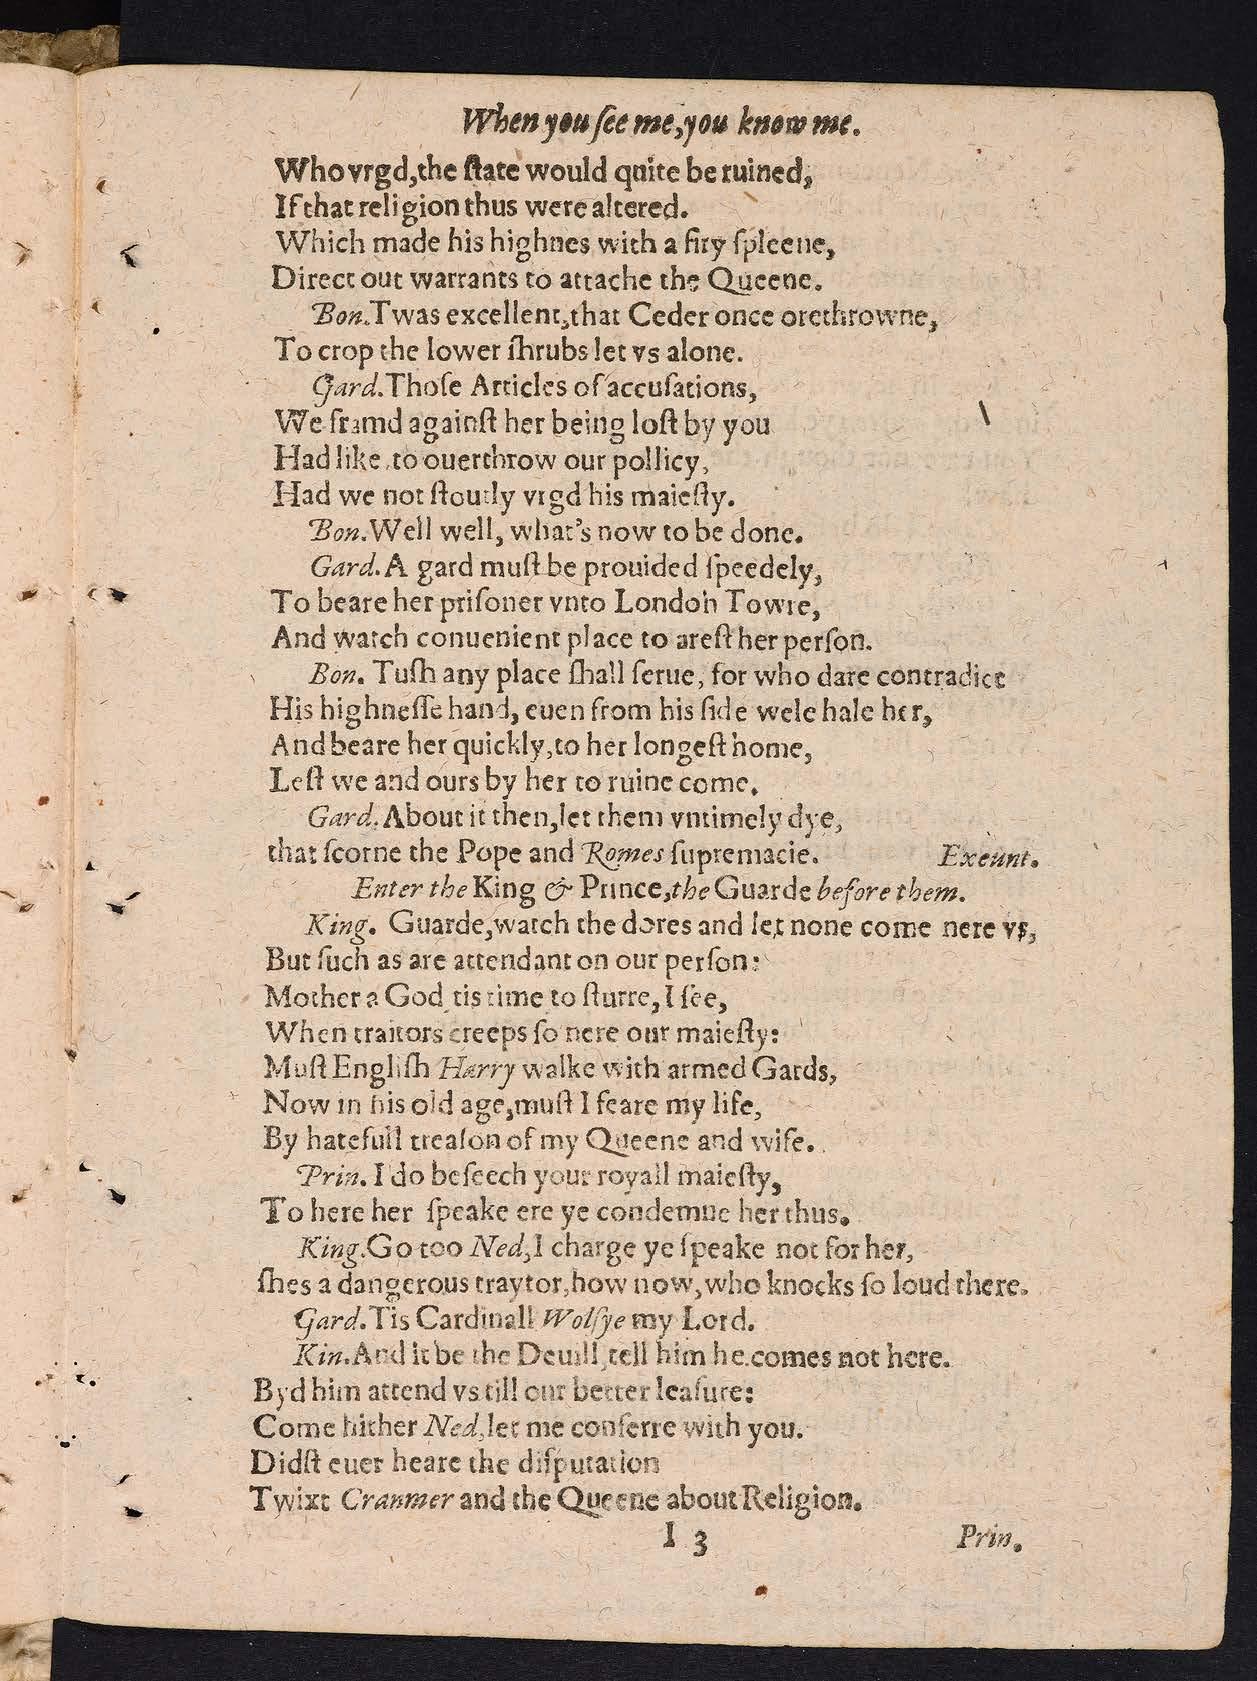 When you ſee me, you know me.
Who vrgd, the ſtate would quite be ruined,
If that religion thus were altered.
Which made his highnes with a firy ſpleene,
Direct out warrants to attache the Queene.
Bon. Twas excellent, that Ceder once orethrowne,
To crop the lower ſhrubs let vs alone.
Gard. Thoſe Articles of accuſations,
We framd againſt her being loſt by you
Had like to ouerthrow our pollicy,
Had we not ſtoutly vrgd his maieſty.
Bon. Well well, what's now to be done.
Gard. A gard muſt be prouided ſpeedely,
To beare her priſoner vnto London Towre,
And watch conuenient place to areſt her perſon.
Bon. Tuſh any place ſhall ſerue, for who dare contradict
His highneſſe hand, euen from his ſide wele hale her,
And beare her quickly, to her longeſt home,
Leſt we and ours by her to ruine come.
Gard. About it then, let them vntimely dye,
that ſcorne the Pope and Romes ſupremacie. Exeunt.
Enter the King & Prince, the Guarde before them.
King. Guarde, watch the dores and let none come nere vs,
But ſuch as are attendant on our perſon:
Mother a God tis time to ſturre, I ſee,
When traitors creeps ſo nere our maieſty:
Muſt Engliſh Harry walke with armed Gards,
Now in his old age, muſt I feare my life,
By hatefull treaſon of my Queene and wife.
Prin. I do beſeech your royall maieſty,
To here her ſpeake ere ye condemne her thus.
King. Go too Ned, I charge ye ſpeake not for her,
ſhes a dangerous traytor, how now, who knocks ſo loud there.
Gard. Tis Cardinall Wolſye my Lord.
Kin. And it be the Deuill, tell him he comes not here.
Byd him attend vs till our better leaſure:
Come hither Ned, let me conferre with you.
Didſt euer heare the diſputation
Twixt Cranmer and the Queene about Religion.
I 3 Prin.